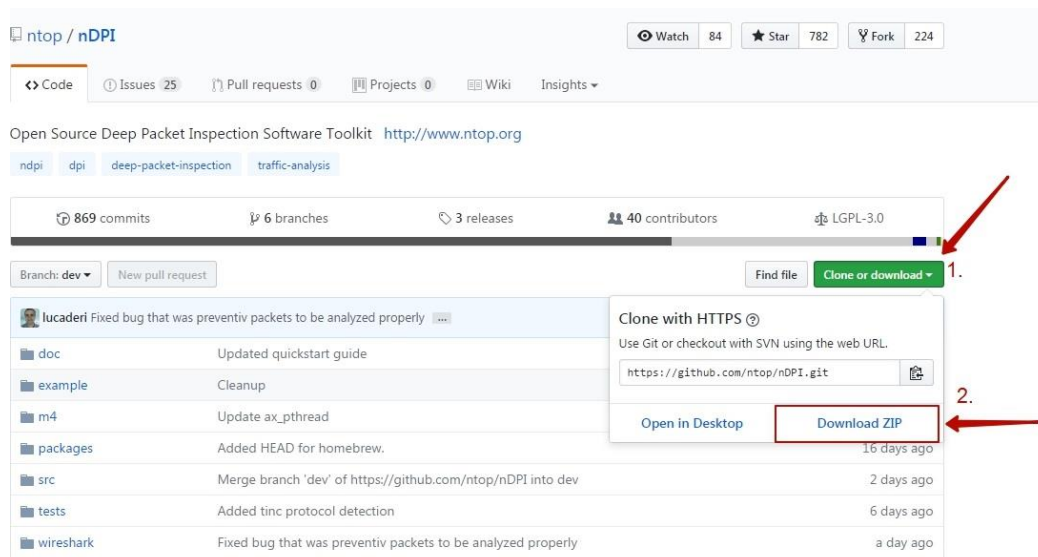 ntop / nDPI
Watch 84 Star 782 Fork 224
Code Issues 25 Pull requests 0 Projects 0 Wiki Insights
Open Source Deep Packet Inspection Software Toolkit http://www.ntop.org
ndpi dpi deep-packet-inspection traffic-analysis
869 commits 6 branches 3 releases 40 contributors LGPL-3.0
Branch: dev New pull request Find file Clone or download 1.
lucaderi Fixed bug that was preventiv packets to be analyzed properly ...
Clone with HTTPS ?
Use Git or checkout with SVN using the web URL.
https://github.com/ntop/nDPI.git
2.
Open in Desktop Download ZIP
doc Updated quickstart guide
example Cleanup
m4 Update ax_pthread
packages Added HEAD for homebrew. 16 days ago
src Merge branch 'dev' of https://github.com/ntop/nDPI into dev 2 days ago
tests Added tinc protocol detection 6 days ago
wireshark Fixed bug that was preventiv packets to be analyzed properly a day ago